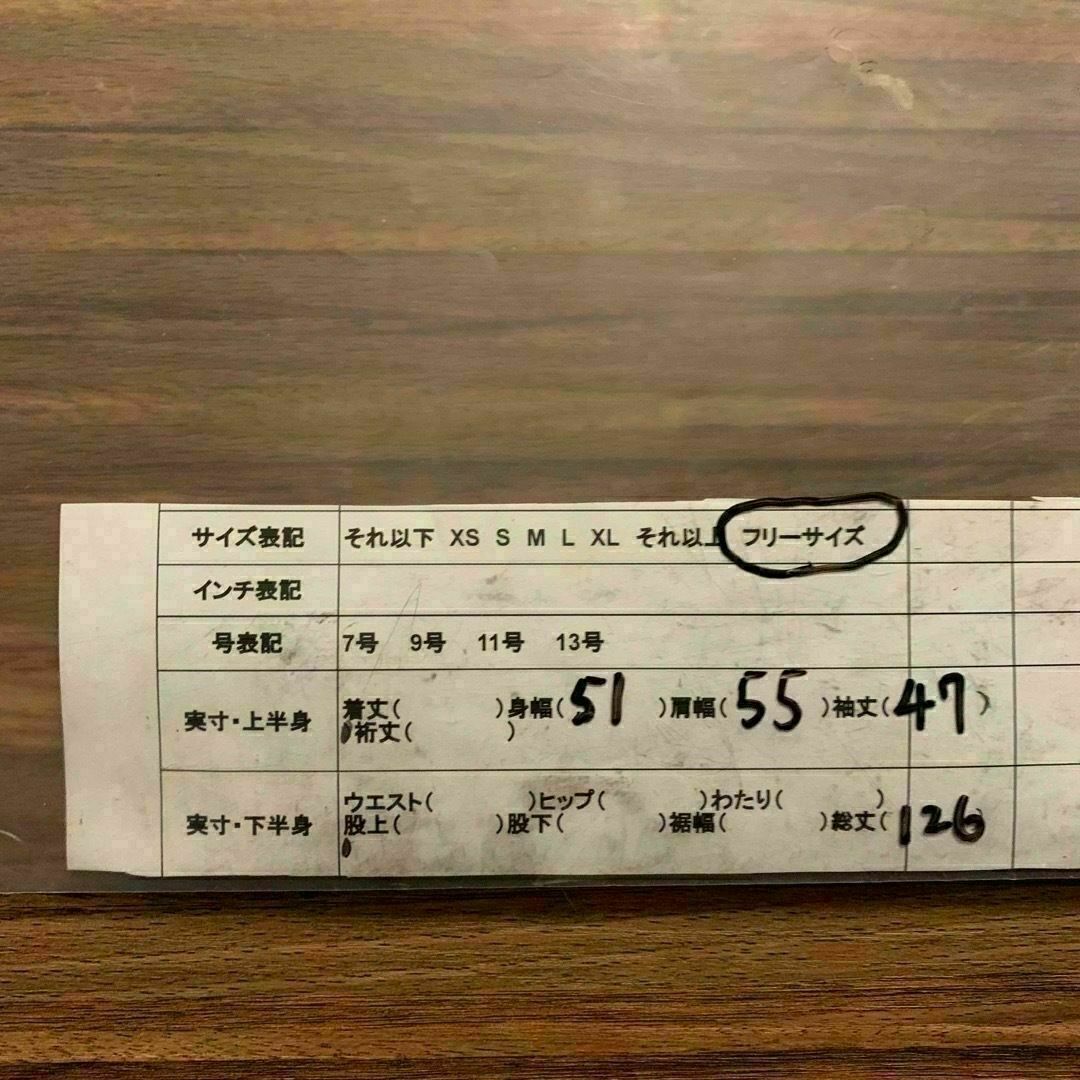 サイズ表記 それ以下 XS S M L XL それ以上 フリーサイズ
インチ表記
号表記 7号 9号 11号 13号
実寸・上半身 着丈( )身幅(51 )肩幅(55 )袖丈(47 )
裄丈( )
実寸・下半身 ウエスト( )ヒップ( )わたり( )
股上( )股下( )裾幅( )総丈(126 )